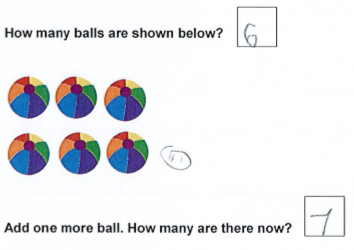 How many balls are shown below? 6
Add one more ball. How many are there now? 7